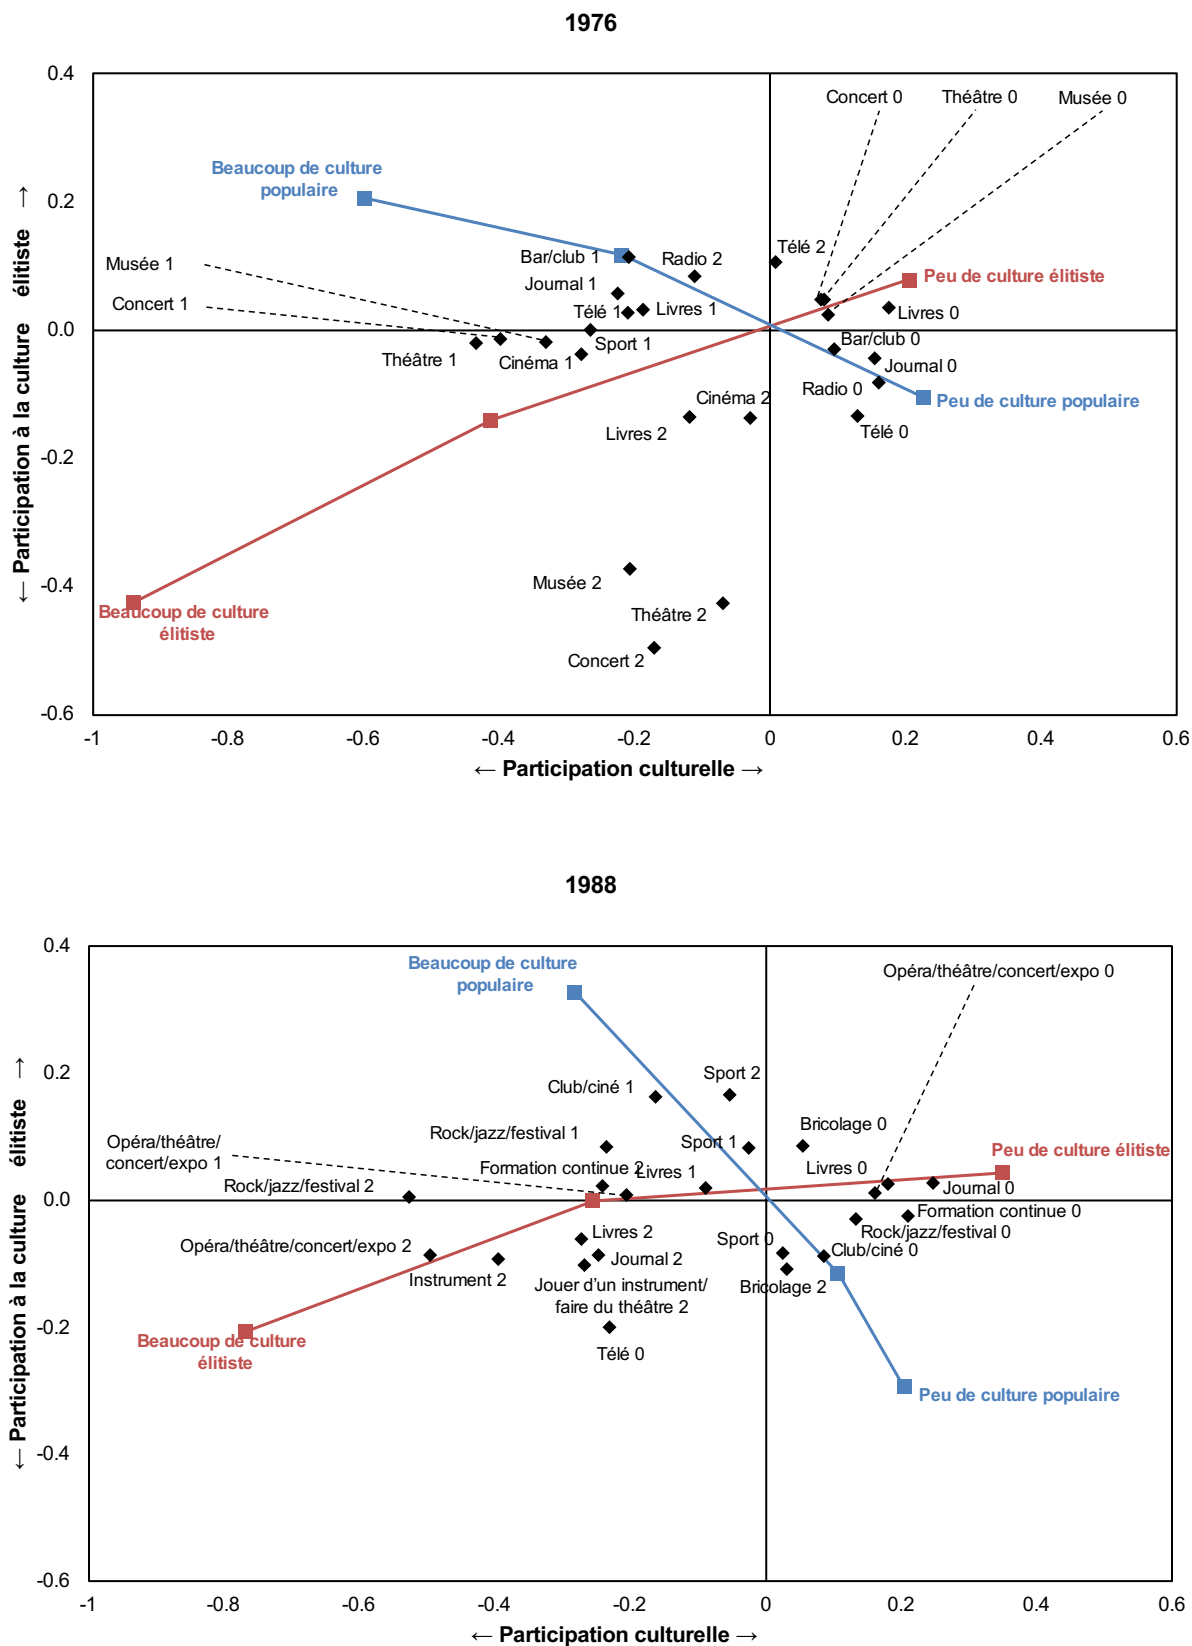 1976
0.4
Concert 0 Théâtre 0 Musée 0
Beaucoup de culture
populaire
0.2
Bar/club 1 Radio 2 Télé 2
Musée 1
Journal 1
Peu de culture élitiste
Concert 1
Télé 1 Livres 1
Livres 0
0.0
Sport 1
Bar/club 0
Théâtre 1 Cinéma 1
Journal 0
Radio 0
Cinéma 2
Peu de culture populaire
Livres 2
Télé 0
-0.2
-0.4
Musée 2
Beaucoup de culture
élitiste
Théâtre 2
Concert 2
-0.6
-1 -0.8 -0.6 -0.4 -0.2 0 0.2 0.4 0.6
← Participation culturelle →
← Participation à la culture élitiste →
1988
0.4
Beaucoup de culture
populaire
Opéra/théâtre/concert/expo 0
0.2
Club/ciné 1
Sport 2
Rock/jazz/festival 1
Sport 1
Bricolage 0
Opéra/théâtre/
concert/expo 1
Peu de culture élitiste
Formation continue 2
Livres 1
Livres 0
Rock/jazz/festival 2
Journal 0
0.0
Formation continue 0
Livres 2
Sport 0
Rock/jazz/festival 0
Opéra/théâtre/concert/expo 2
Journal 2
Club/ciné 0
Instrument 2
Jouer d’un instrument/
faire du théâtre 2
Bricolage 2
-0.2
Beaucoup de culture
élitiste
Télé 0
Peu de culture populaire
-0.4
-0.6
-1 -0.8 -0.6 -0.4 -0.2 0 0.2 0.4 0.6
← Participation culturelle →
← Participation à la culture élitiste →